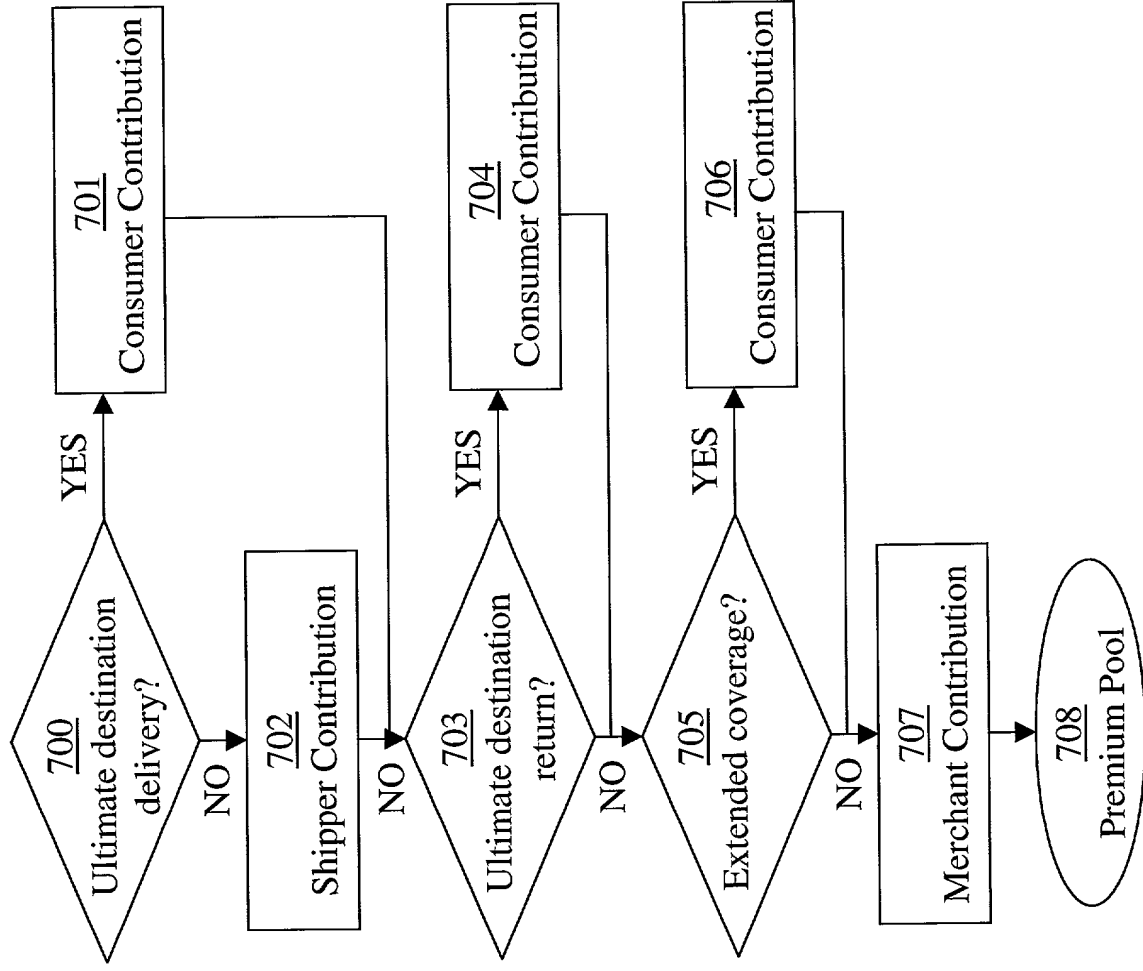 700
Ultimate destination
delivery?
YES
701
Consumer Contribution
NO
702
Shipper Contribution
NO
703
Ultimate destination
return?
YES
704
Consumer Contribution
NO
705
Extended coverage?
YES
706
Consumer Contribution
NO
707
Merchant Contribution
708
Premium Pool